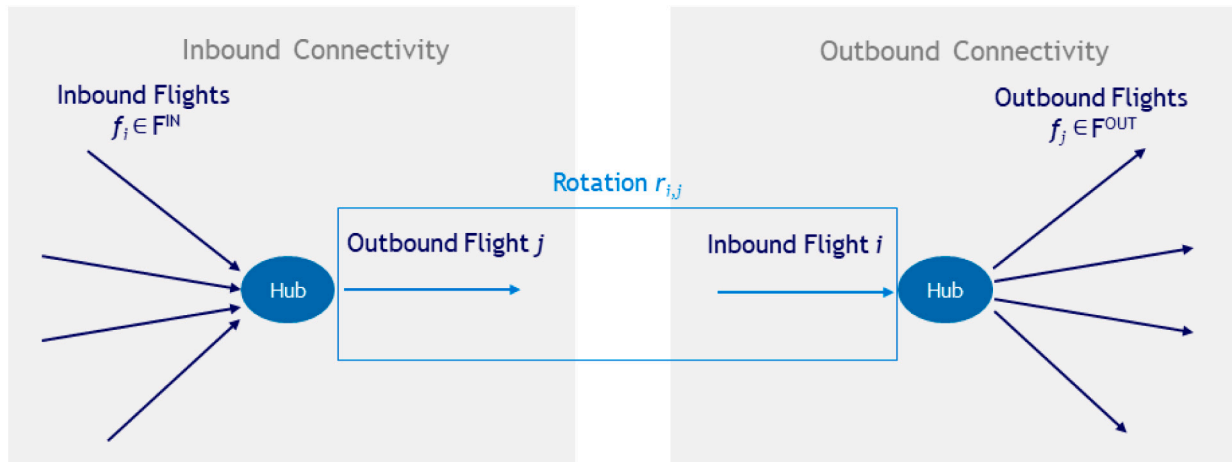 Inbound Connectivity
Inbound Flights
fᵢ ∈ Fᴵᴺ
Hub
Outbound Flight j
Rotation rᵢ,ⱼ
Outbound Connectivity
Outbound Flights
fⱼ ∈ Fᴼᵁᵀ
Inbound Flight i
Hub